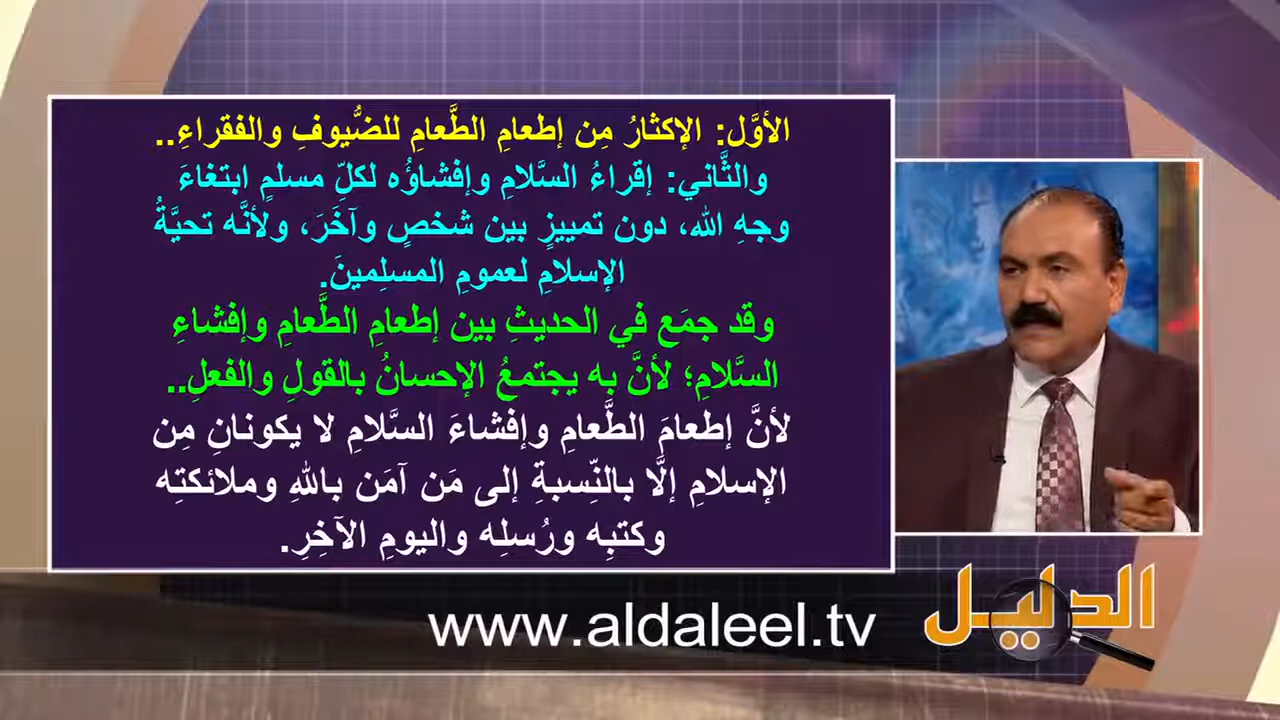 الأوَّل: الإكثارُ مِن إطعامِ الطَّعامِ للضُّيوفِ والفقراءِ..
والثَّاني: إقراءُ السَّلامِ وإفشاؤُه لكلِّ مسلمٍ ابتغاءَ
وجهِ الله، دون تمييزٍ بين شخصٍ وآخَرَ، ولأنَّه تحيَّةُ
الإسلامِ لعمومِ المسلِمينَ.
وقد جمَع في الحديثِ بين إطعامِ الطَّعامِ وإفشاءِ
السَّلامِ؛ لأنَّ به يجتمعُ الإحسانُ بالقولِ والفعلِ..
لأنَّ إطعامَ الطَّعامِ وإفشاءَ السَّلامِ لا يكونانِ مِن
الإسلامِ إلَّا بالنِّسبةِ إلى مَن آمَن باللهِ وملائكتِه
وكتبِه ورُسلِه واليومِ الآخِرِ.
الدليل
www.aldaleel.tv